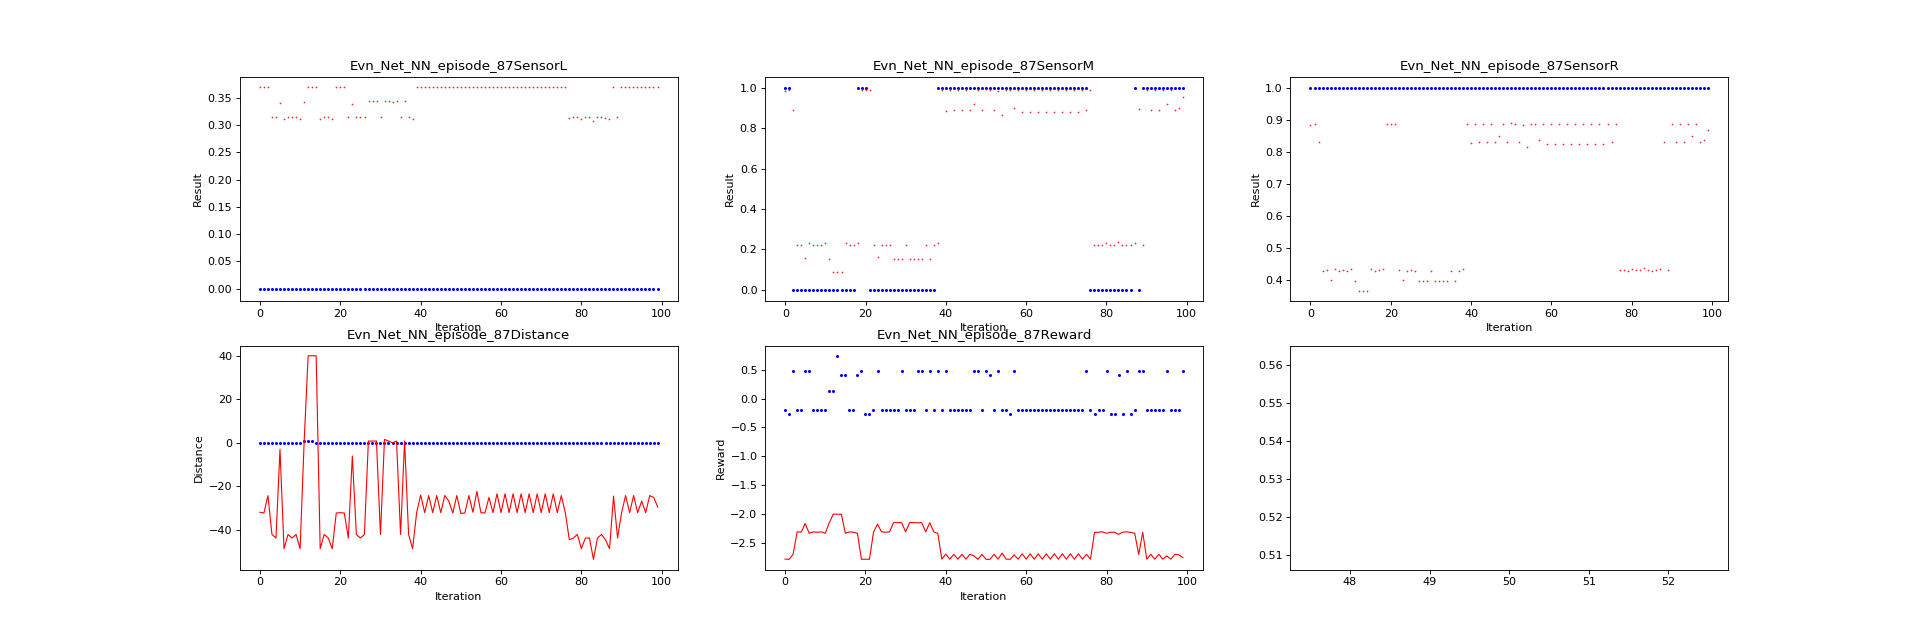 Evn_Net_NN_episode_87SensorL
Evn_Net_NN_episode_87SensorM
Evn_Net_NN_episode_87SensorR
Result
0.35
0.30
0.25
0.20
0.15
0.10
0.05
0.00
0 20 40 60 80 100
Iteration
Result
1.0
0.8
0.6
0.4
0.2
0.0
0 20 40 60 80 100
Iteration
Result
1.0
0.9
0.8
0.7
0.6
0.5
0.4
0 20 40 60 80 100
Iteration
Evn_Net_NN_episode_87Distance
Evn_Net_NN_episode_87Reward
Distance
40
20
0
−20
−40
0 20 40 60 80 100
Iteration
Reward
0.5
0.0
−0.5
−1.0
−1.5
−2.0
−2.5
0 20 40 60 80 100
Iteration
0.56
0.55
0.54
0.53
0.52
0.51
48 49 50 51 52